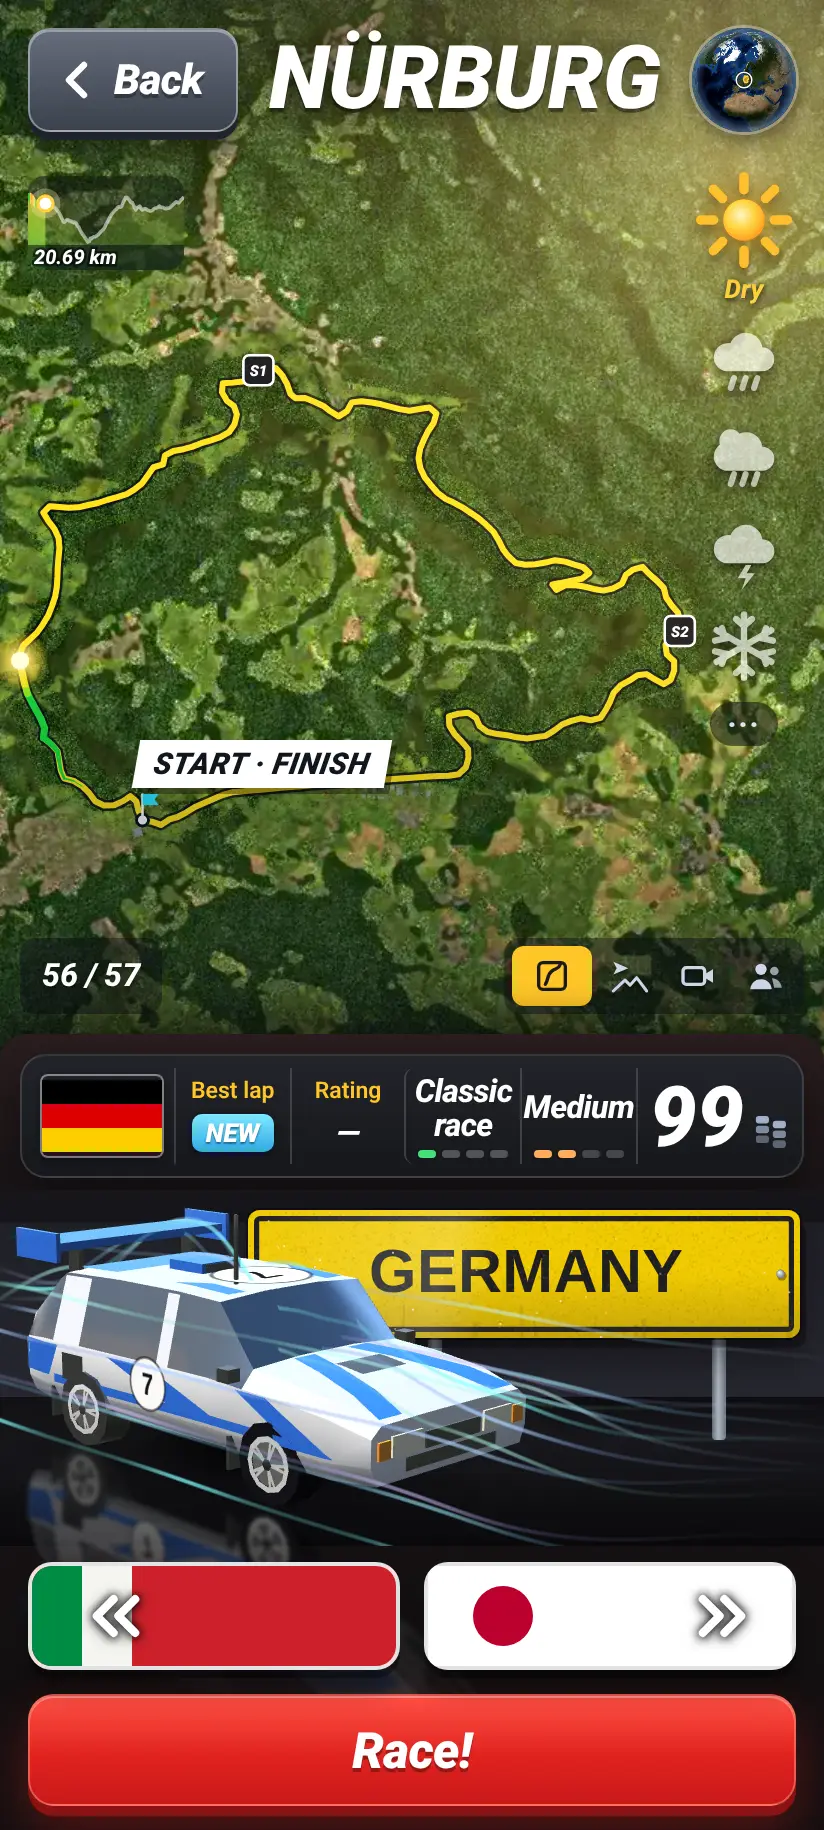 Back
NÜRBURG
20.69 km
Dry
S1
S2
START · FINISH
56 / 57
Best lap
NEW
Rating
–
Classic
race
Medium
99
GERMANY
7
Race!